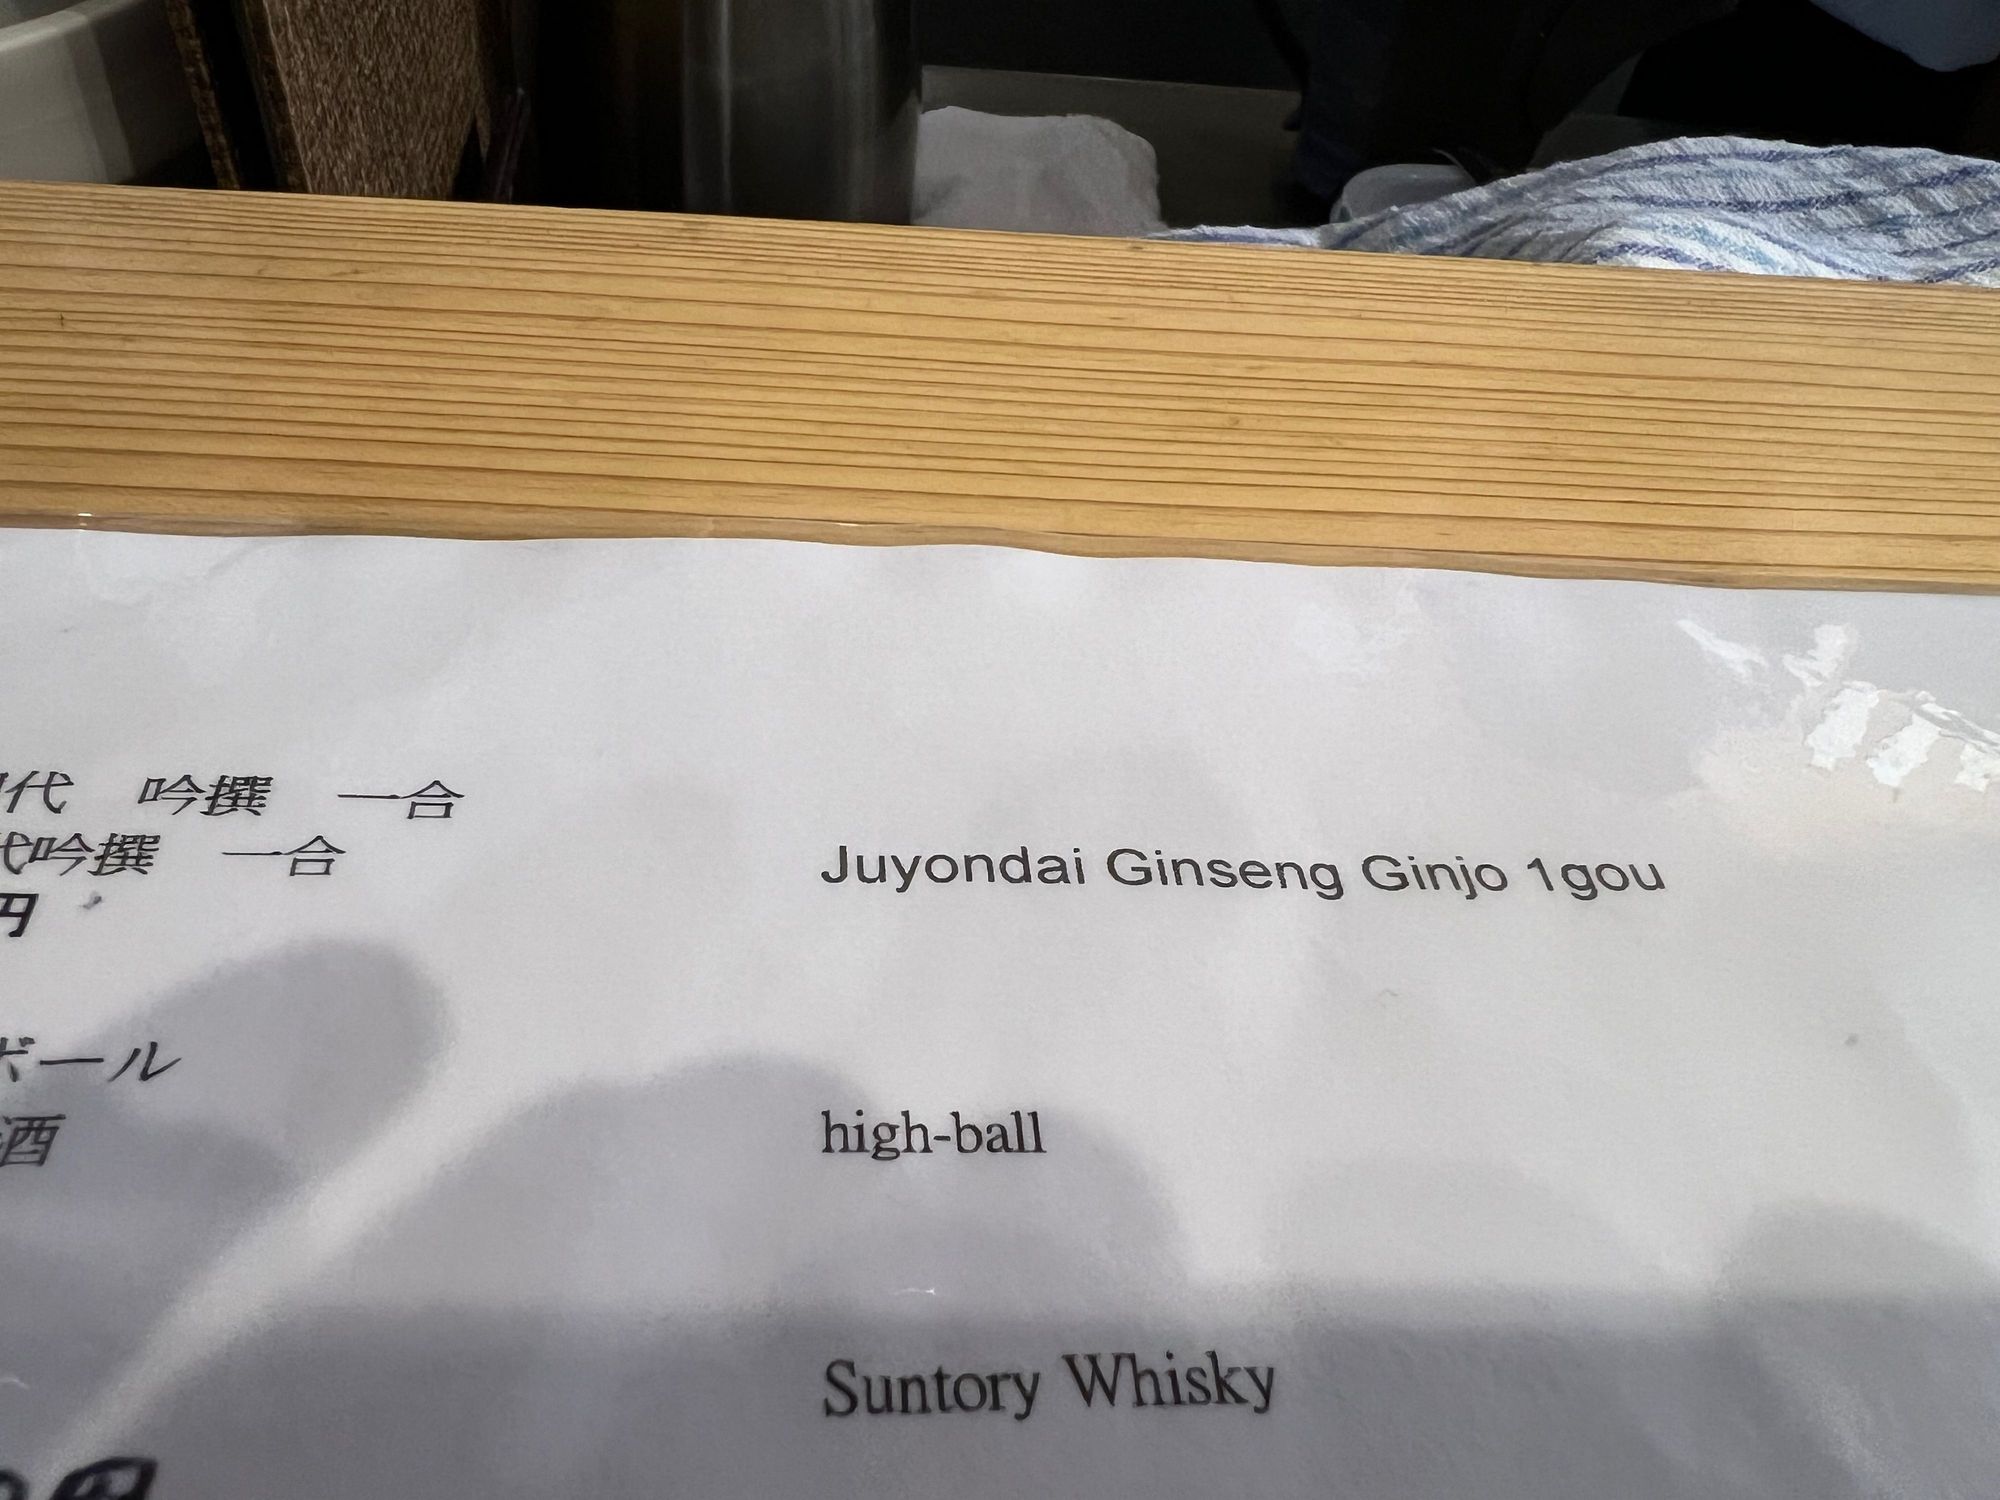 代 吟撰 一合
代吟撰 一合
円
Juyondai Ginseng Ginjo 1gou
ボール
high-ball
酒
Suntory Whisky
円